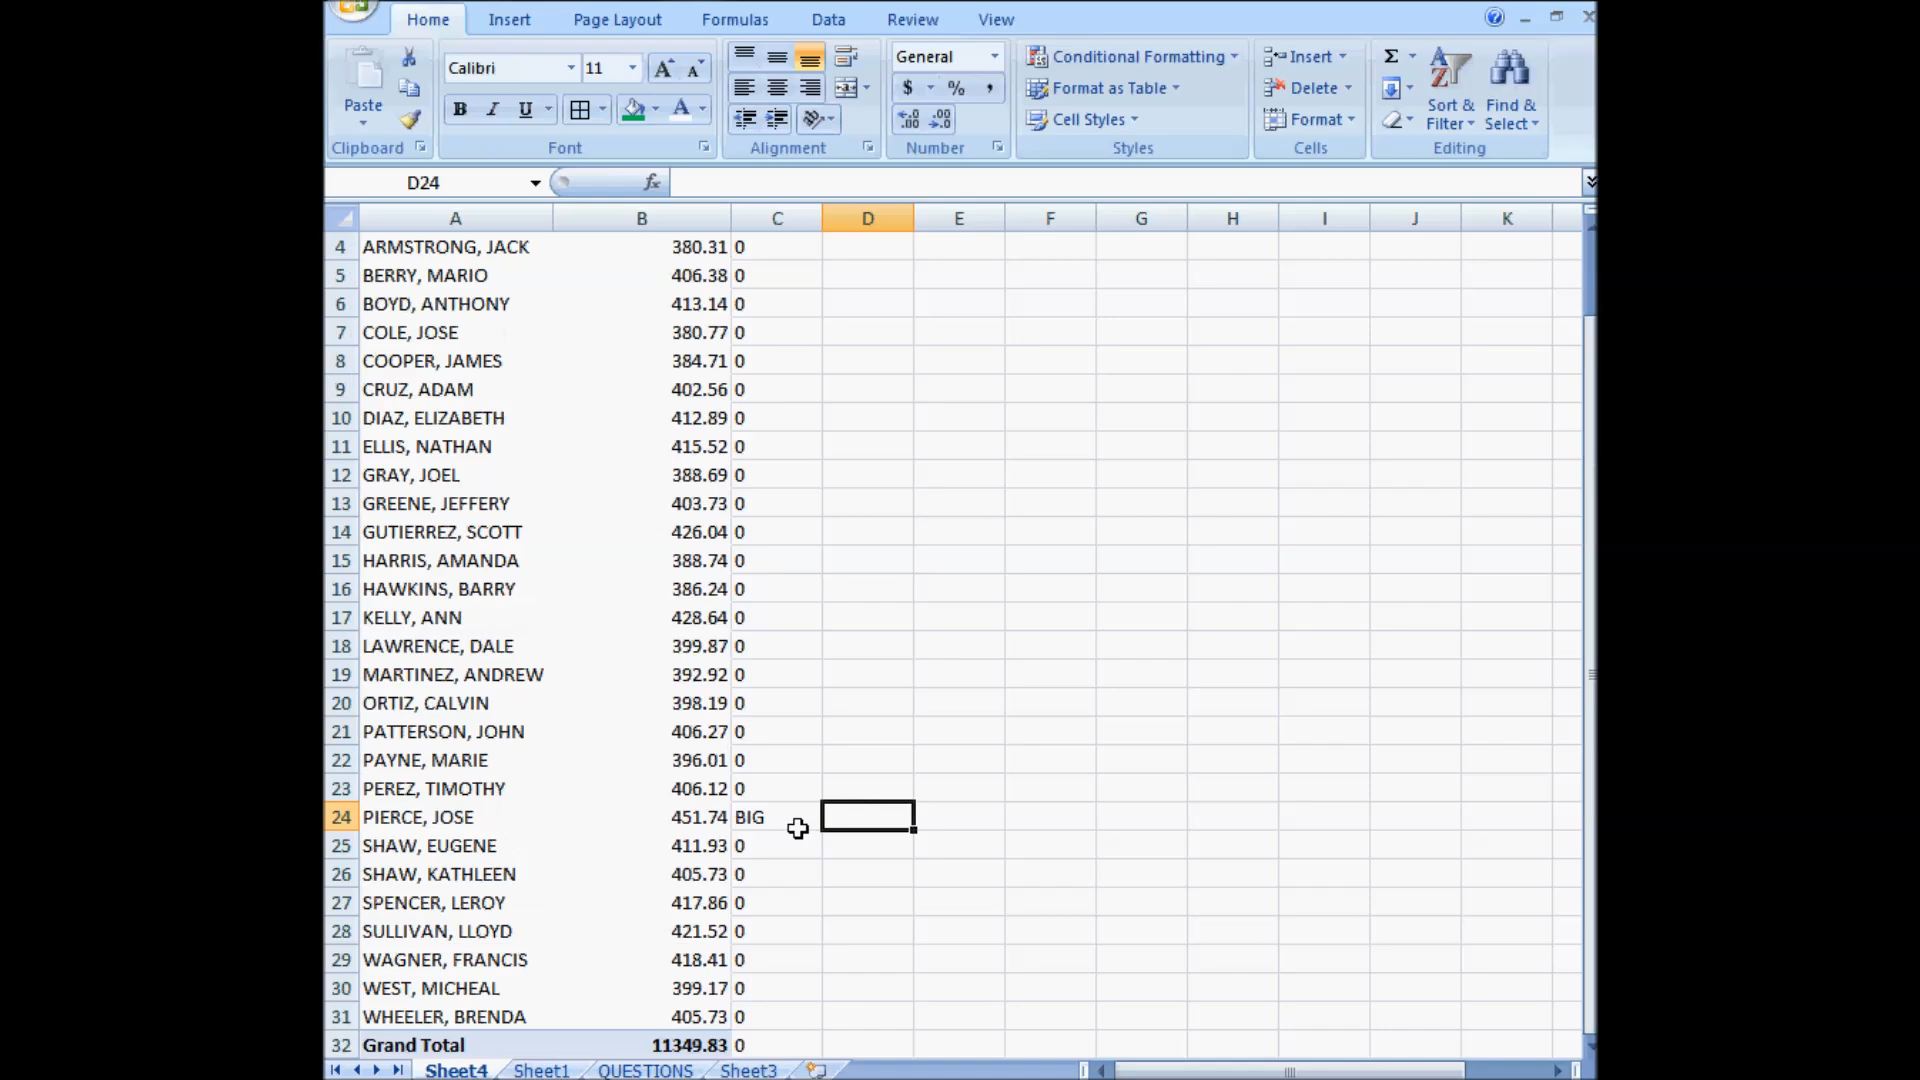 Home Insert Page Layout Formulas Data Review View
Paste
Clipboard
Calibri 11
B I U A
Font
Alignment
General
$ % ,
Number
Conditional Formatting
Format as Table
Cell Styles
Styles
Insert
Delete
Format
Cells
Σ
Sort & Filter
Find & Select
Editing
D24 fx
A B C D E F G H I J K
4 ARMSTRONG, JACK 380.31 0
5 BERRY, MARIO 406.38 0
6 BOYD, ANTHONY 413.14 0
7 COLE, JOSE 380.77 0
8 COOPER, JAMES 384.71 0
9 CRUZ, ADAM 402.56 0
10 DIAZ, ELIZABETH 412.89 0
11 ELLIS, NATHAN 415.52 0
12 GRAY, JOEL 388.69 0
13 GREENE, JEFFERY 403.73 0
14 GUTIERREZ, SCOTT 426.04 0
15 HARRIS, AMANDA 388.74 0
16 HAWKINS, BARRY 386.24 0
17 KELLY, ANN 428.64 0
18 LAWRENCE, DALE 399.87 0
19 MARTINEZ, ANDREW 392.92 0
20 ORTIZ, CALVIN 398.19 0
21 PATTERSON, JOHN 406.27 0
22 PAYNE, MARIE 396.01 0
23 PEREZ, TIMOTHY 406.12 0
24 PIERCE, JOSE 451.74 BIG
25 SHAW, EUGENE 411.93 0
26 SHAW, KATHLEEN 405.73 0
27 SPENCER, LEROY 417.86 0
28 SULLIVAN, LLOYD 421.52 0
29 WAGNER, FRANCIS 418.41 0
30 WEST, MICHEAL 399.17 0
31 WHEELER, BRENDA 405.73 0
32 Grand Total 11349.83 0
Sheet4 Sheet1 QUESTIONS Sheet3